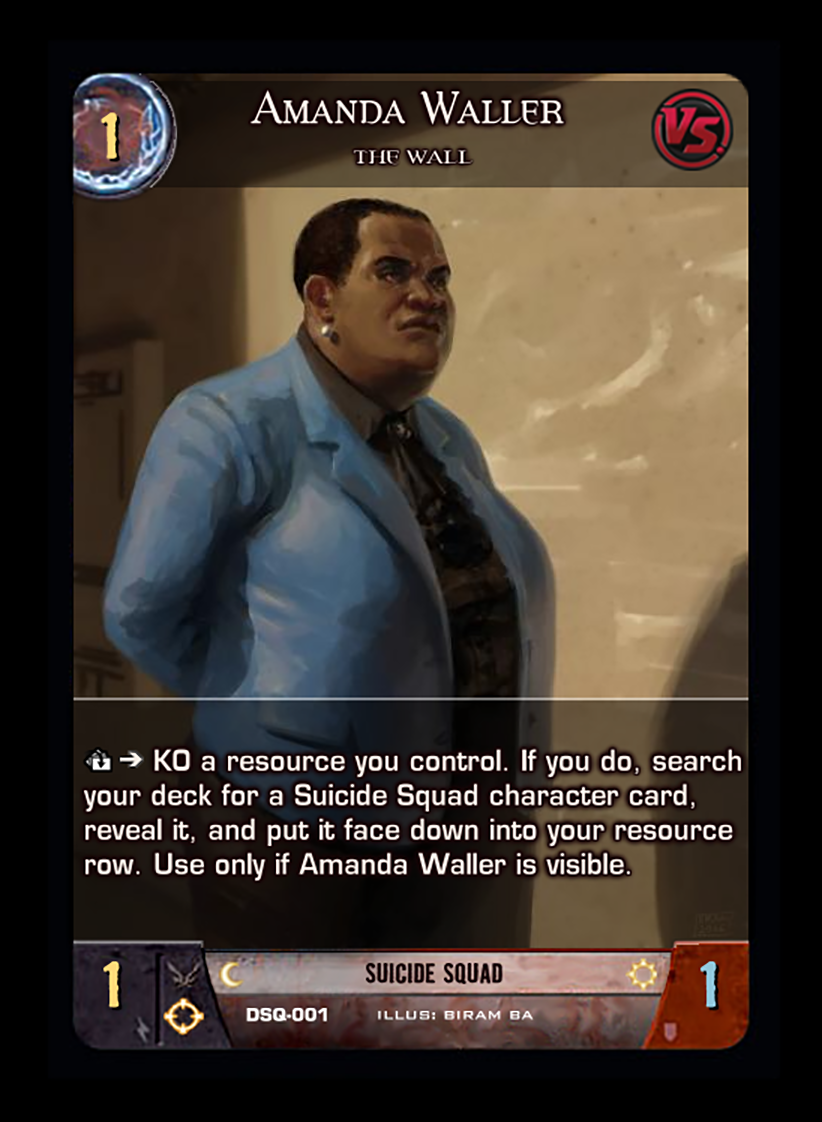 1
AMANDA WALLER
VS.
THE WALL
KO a resource you control. If you do, search
your deck for a Suicide Squad character card,
reveal it, and put it face down into your resource
row. Use only if Amanda Waller is visible.
1
SUICIDE SQUAD
1
DSQ-001
ILLUS: BIRAM BA